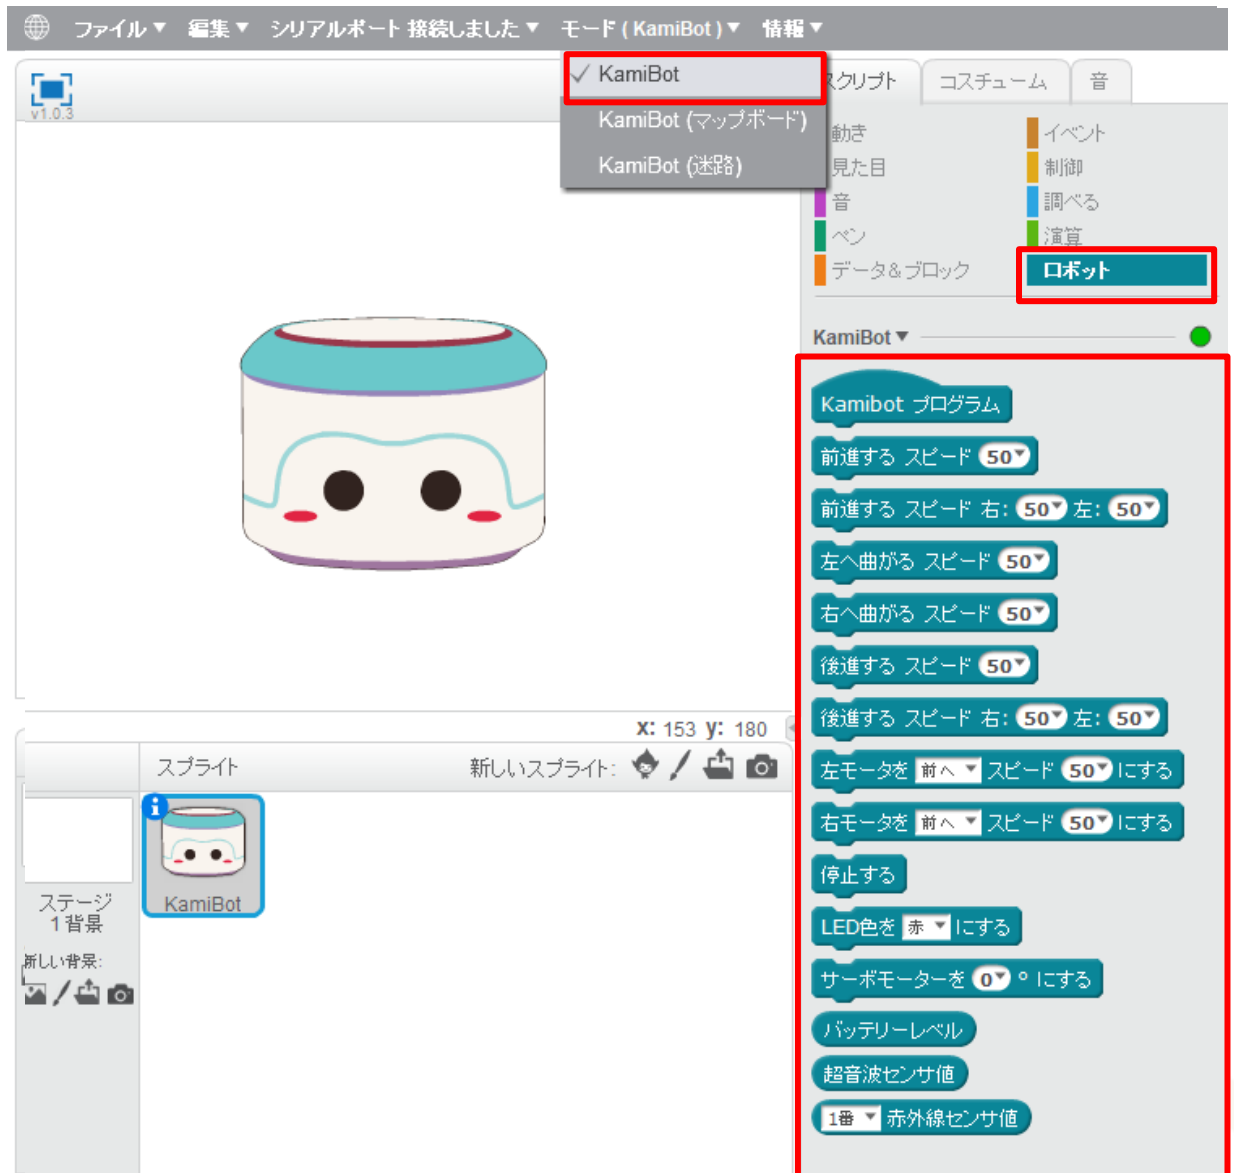 ファイル▼ 編集▼ シリアルポート 接続しました▼ モード ( KamiBot )▼ 情報▼
✓ KamiBot
KamiBot (マップボード)
KamiBot (迷路)
v1.0.3
スクリプト コスチューム 音
動き イベント
見た目 制御
音 調べる
ペン 演算
データ&ブロック ロボット
KamiBot▼
Kamibot プログラム
前進する スピード 50▼
前進する スピード 右: 50▼ 左: 50▼
左へ曲がる スピード 50▼
右へ曲がる スピード 50▼
後進する スピード 50▼
後進する スピード 右: 50▼ 左: 50▼
左モータを 前へ▼ スピード 50▼ にする
右モータを 前へ▼ スピード 50▼ にする
停止する
LED色を 赤▼ にする
サーボモーターを 0▼ ° にする
バッテリーレベル
超音波センサ値
1番▼ 赤外線センサ値
x: 153 y: 180
スプライト 新しいスプライト:
KamiBot
ステージ
1背景
新しい背景: